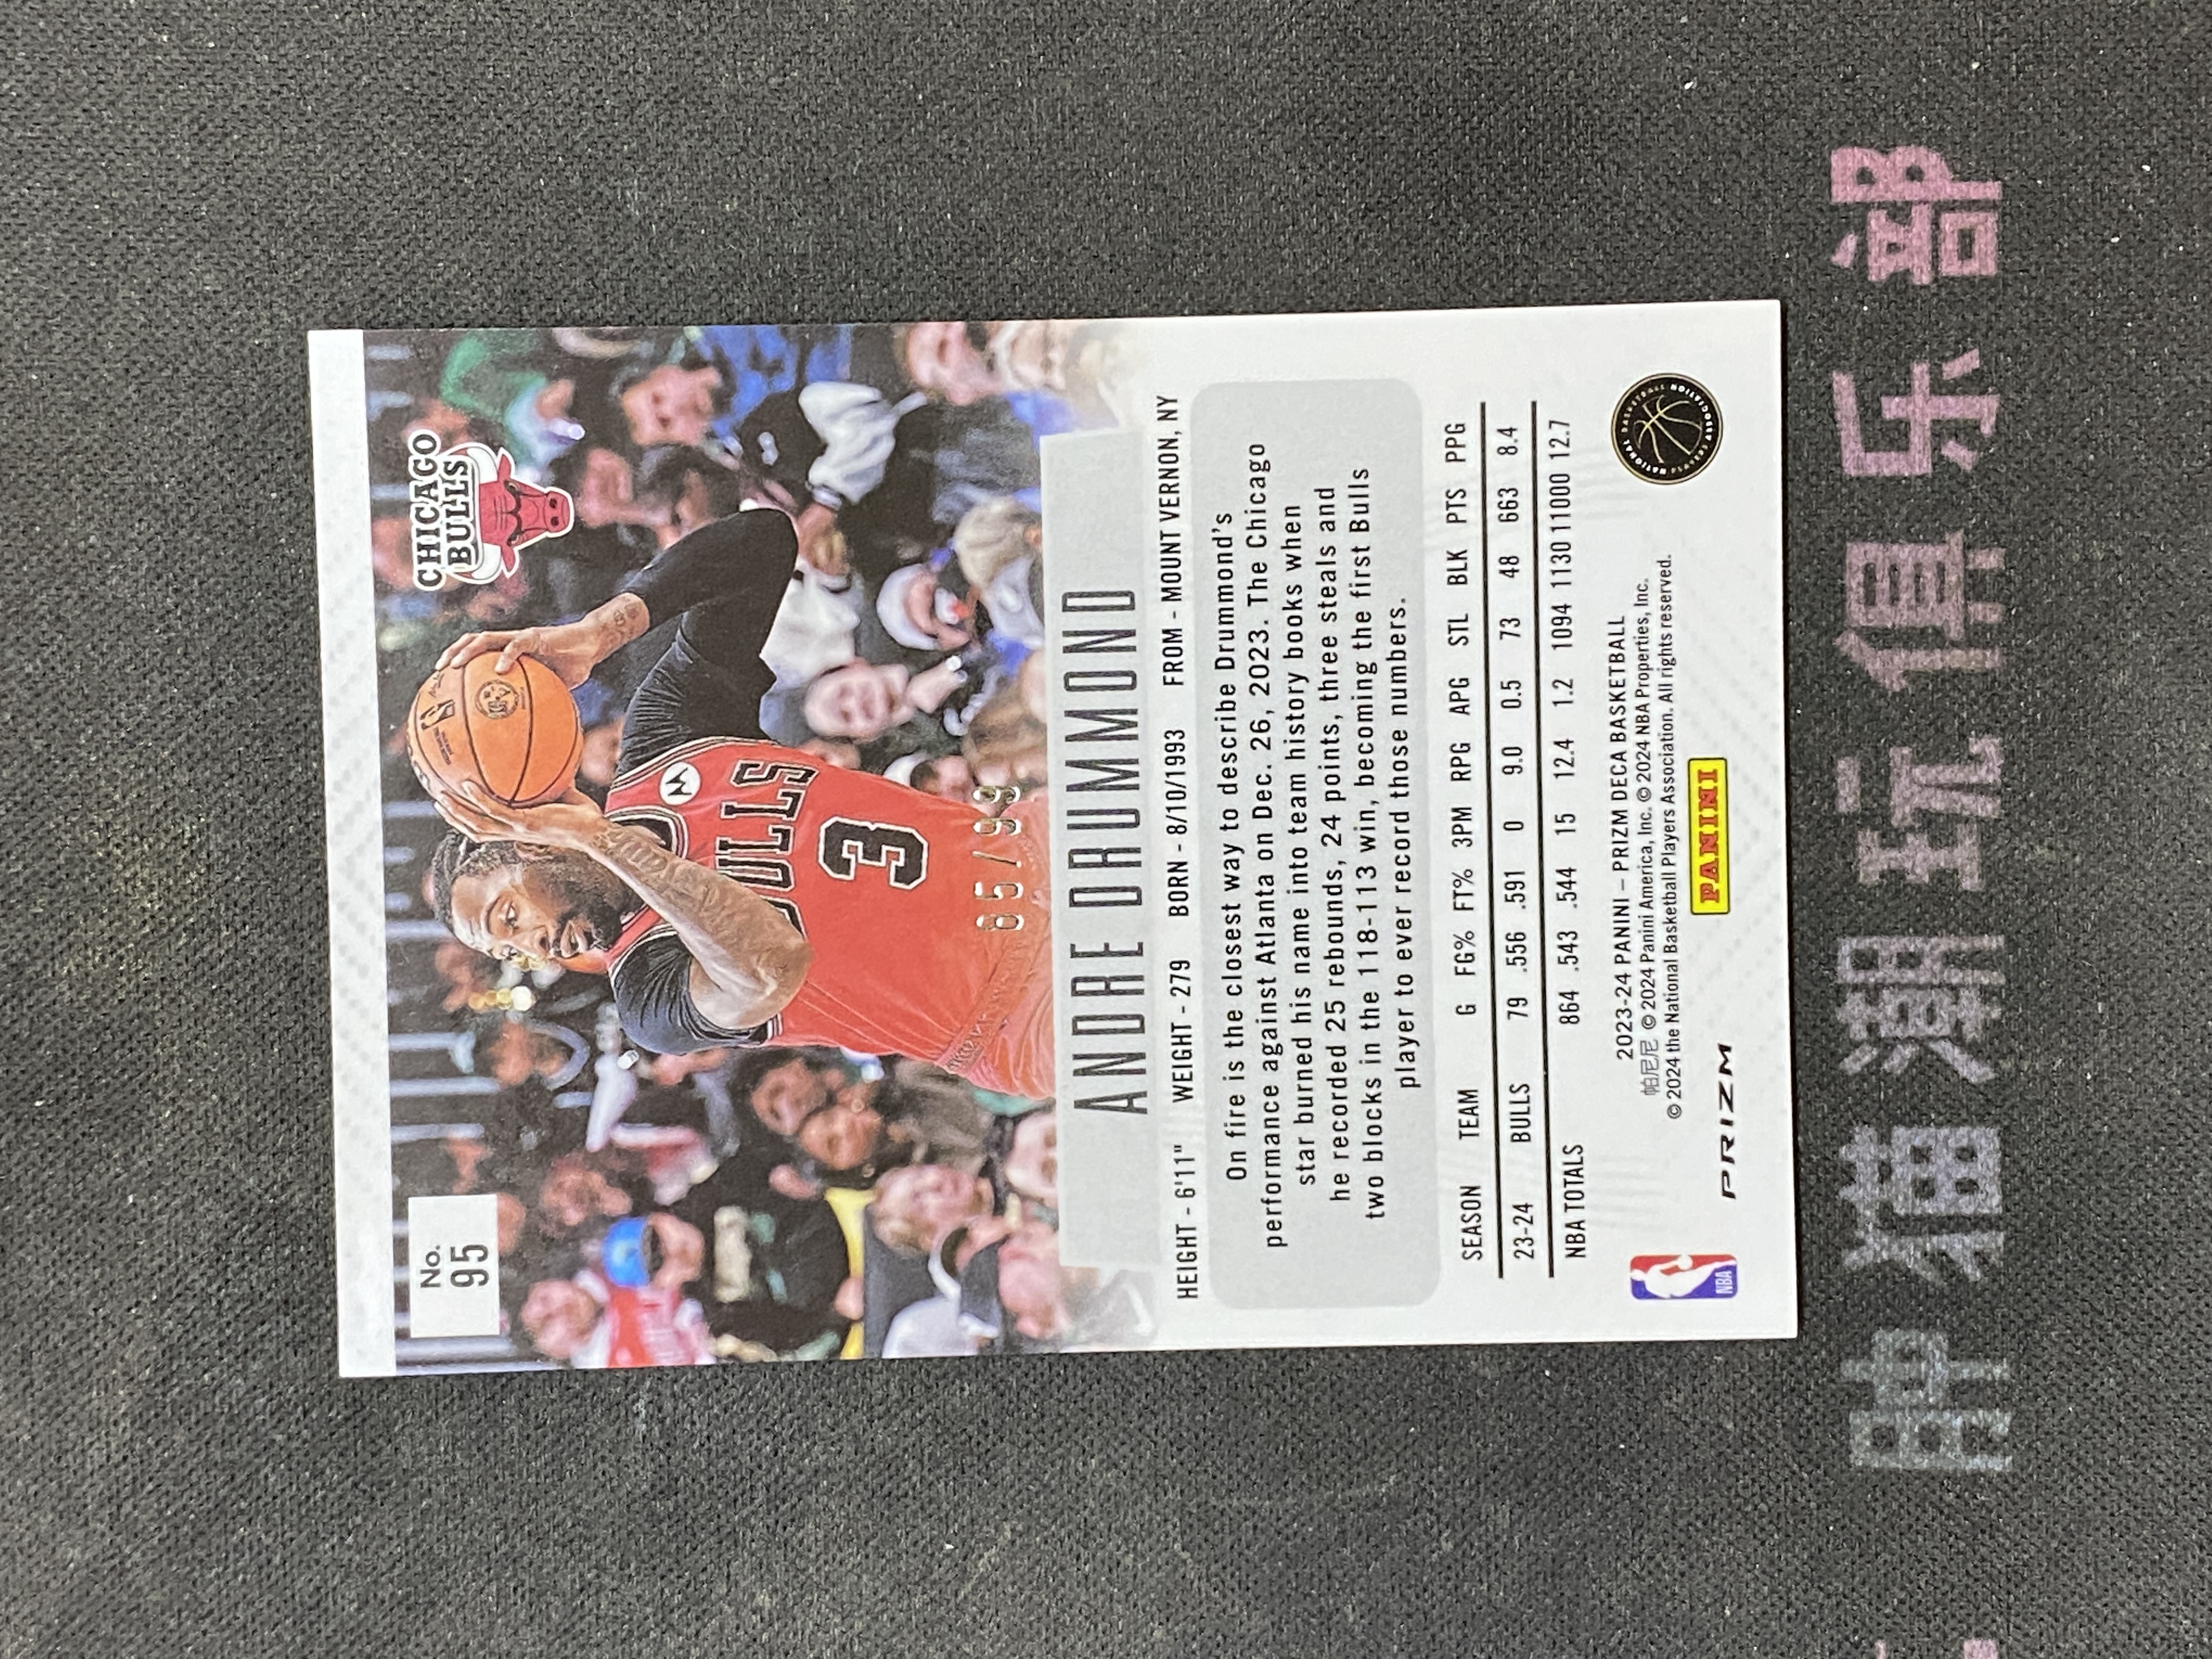 No.
95
CHICAGO
BULLS
BULLS
3
85/99
ANDRE DRUMMOND
HEIGHT - 6'11" WEIGHT - 279 BORN - 8/10/1993 FROM - MOUNT VERNON, NY
On fire is the closest way to describe Drummond's
performance against Atlanta on Dec. 26, 2023. The Chicago
star burned his name into team history books when
he recorded 25 rebounds, 24 points, three steals and
two blocks in the 118-113 win, becoming the first Bulls
player to ever record those numbers.
SEASON TEAM G FG% FT% 3PM RPG APG STL BLK PTS PPG
23-24 BULLS 79 .556 .591 0 9.0 0.5 73 48 663 8.4
NBA TOTALS 864 .543 .544 15 12.4 1.2 1094 1130 11000 12.7
2023-24 PANINI – PRIZM DECA BASKETBALL
帕尼尼 © 2024 Panini America, Inc. © 2024 NBA Properties, Inc.
© 2024 the National Basketball Players Association. All rights reserved.
NBA
PRIZM
PANINI
NATIONAL BASKETBALL PLAYERS ASSOCIATION
猫潮玩俱乐部